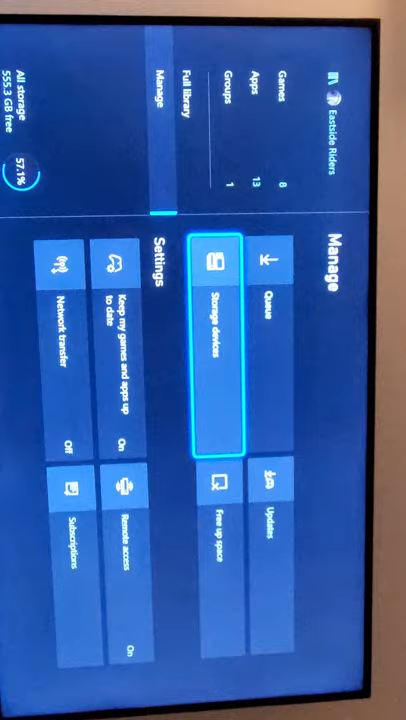 Eastside Riders
Games 8
Apps 13
Groups 1
Full library
Manage
All storage
555.3 GB free
57.1%
Manage
Queue
Updates
Storage devices
Free up space
Settings
Keep my games and apps up
to date
On
Remote access
On
Network transfer
Off
Subscriptions